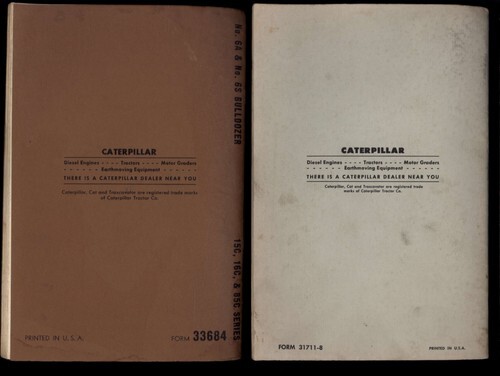 No. 6A & No. 6S BULLDOZER
15C, 16C, & 65C SERIES
CATERPILLAR
Diesel Engines - - - - Tractors - - - - Motor Graders
- - - - - - Earthmoving Equipment - - - - - -
THERE IS A CATERPILLAR DEALER NEAR YOU
Caterpillar, Cat and Traxcavator are registered trade marks
of Caterpillar Tractor Co.
PRINTED IN U.S.A.
FORM 33684
CATERPILLAR
Diesel Engines - - - - Tractors - - - - Motor Graders
- - - - - - Earthmoving Equipment - - - - - -
THERE IS A CATERPILLAR DEALER NEAR YOU
Caterpillar, Cat and Traxcavator are registered trade
marks of Caterpillar Tractor Co.
FORM 31711-8
PRINTED IN U.S.A.